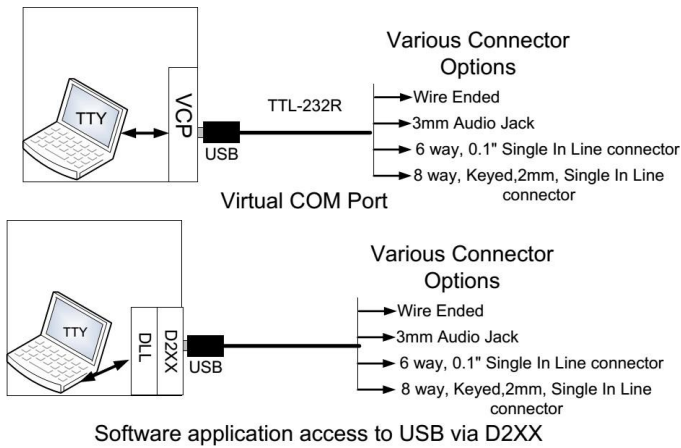 Various Connector
Options
TTY
VCP
USB
TTL-232R
Wire Ended
3mm Audio Jack
6 way, 0.1" Single In Line connector
8 way, Keyed,2mm, Single In Line
connector
Virtual COM Port
Various Connector
Options
TTY
DLL
D2XX
USB
Wire Ended
3mm Audio Jack
6 way, 0.1" Single In Line connector
8 way, Keyed,2mm, Single In Line
connector
Software application access to USB via D2XX